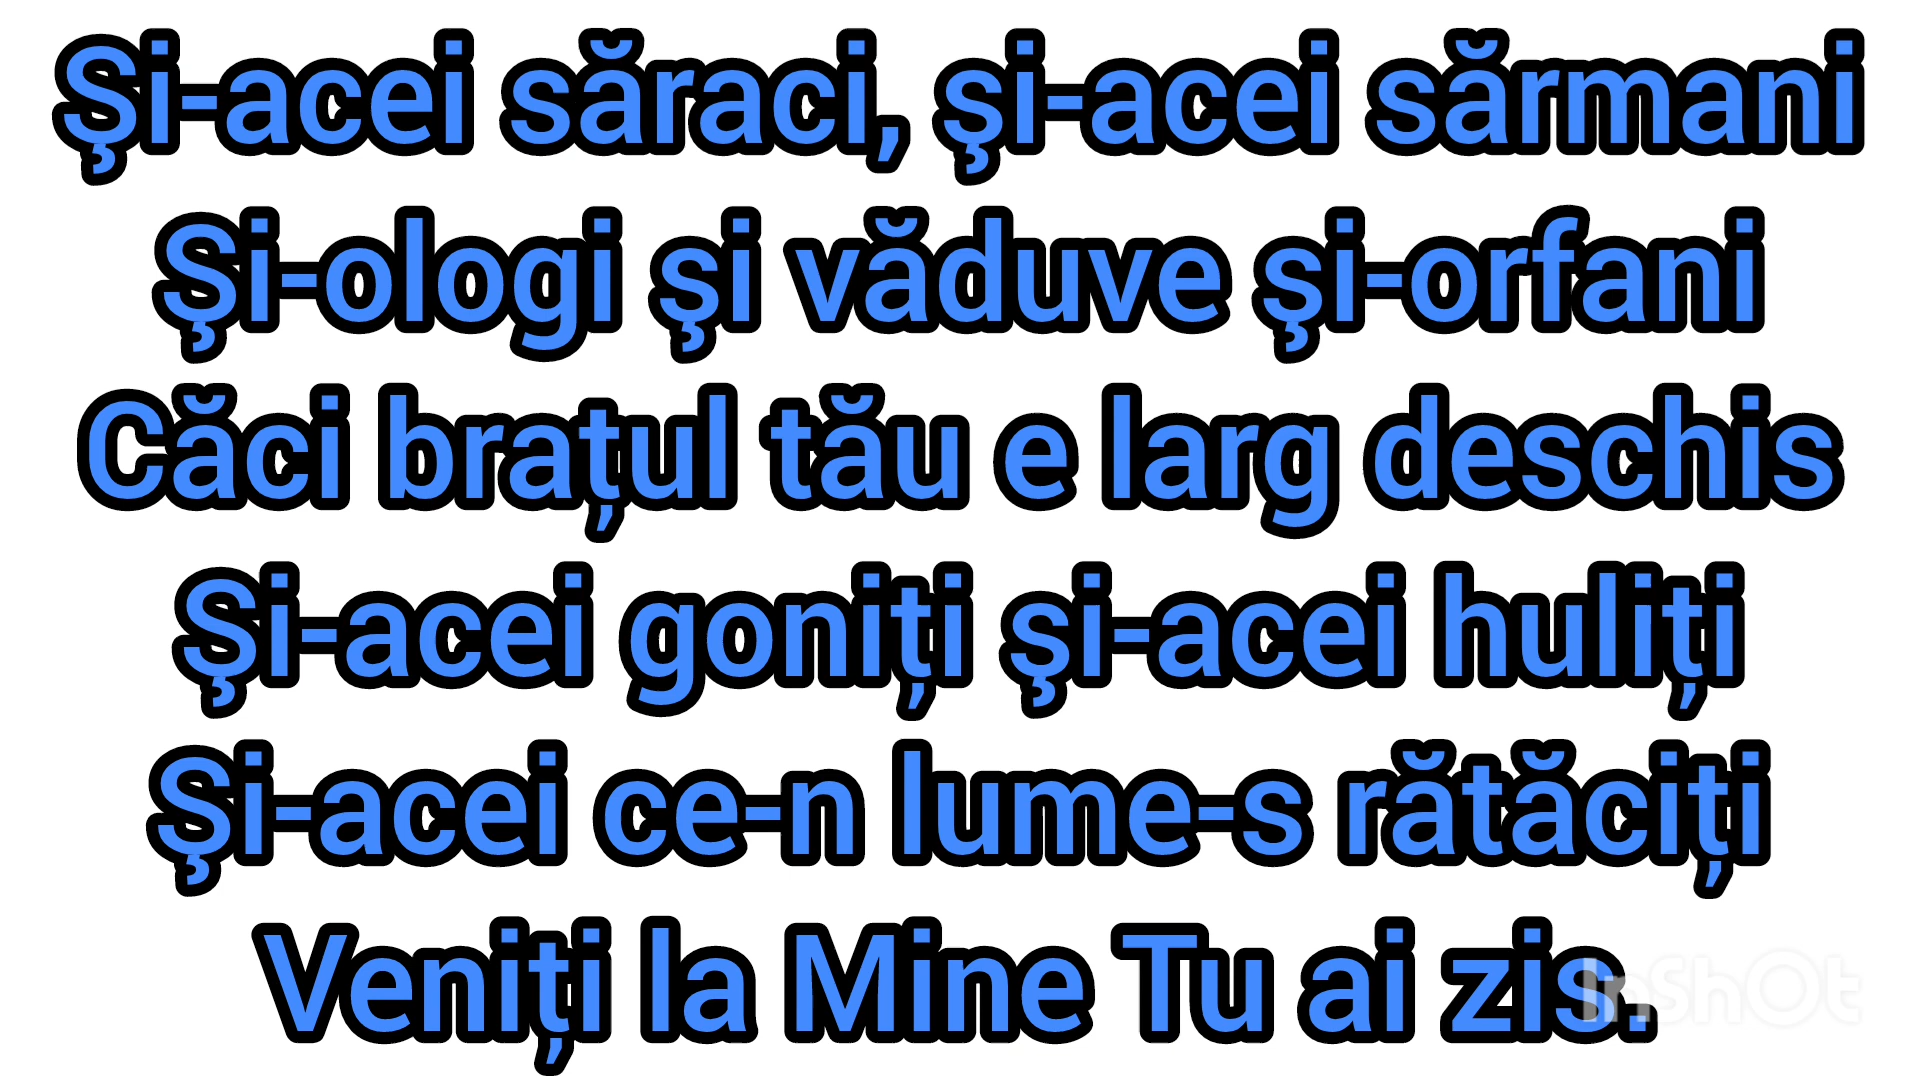 Şi-acei săraci, şi-acei sărmani
Şi-ologi şi văduve şi-orfani
Căci brațul tău e larg deschis
Şi-acei goniți şi-acei huliți
Şi-acei ce-n lume-s rătăciți
Veniți la Mine Tu ai zis.
InShOt